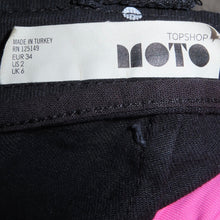 MADE IN TURKEY
RN 125149
EUR 34
US 2
UK 6
TOPSHOP
MOTO